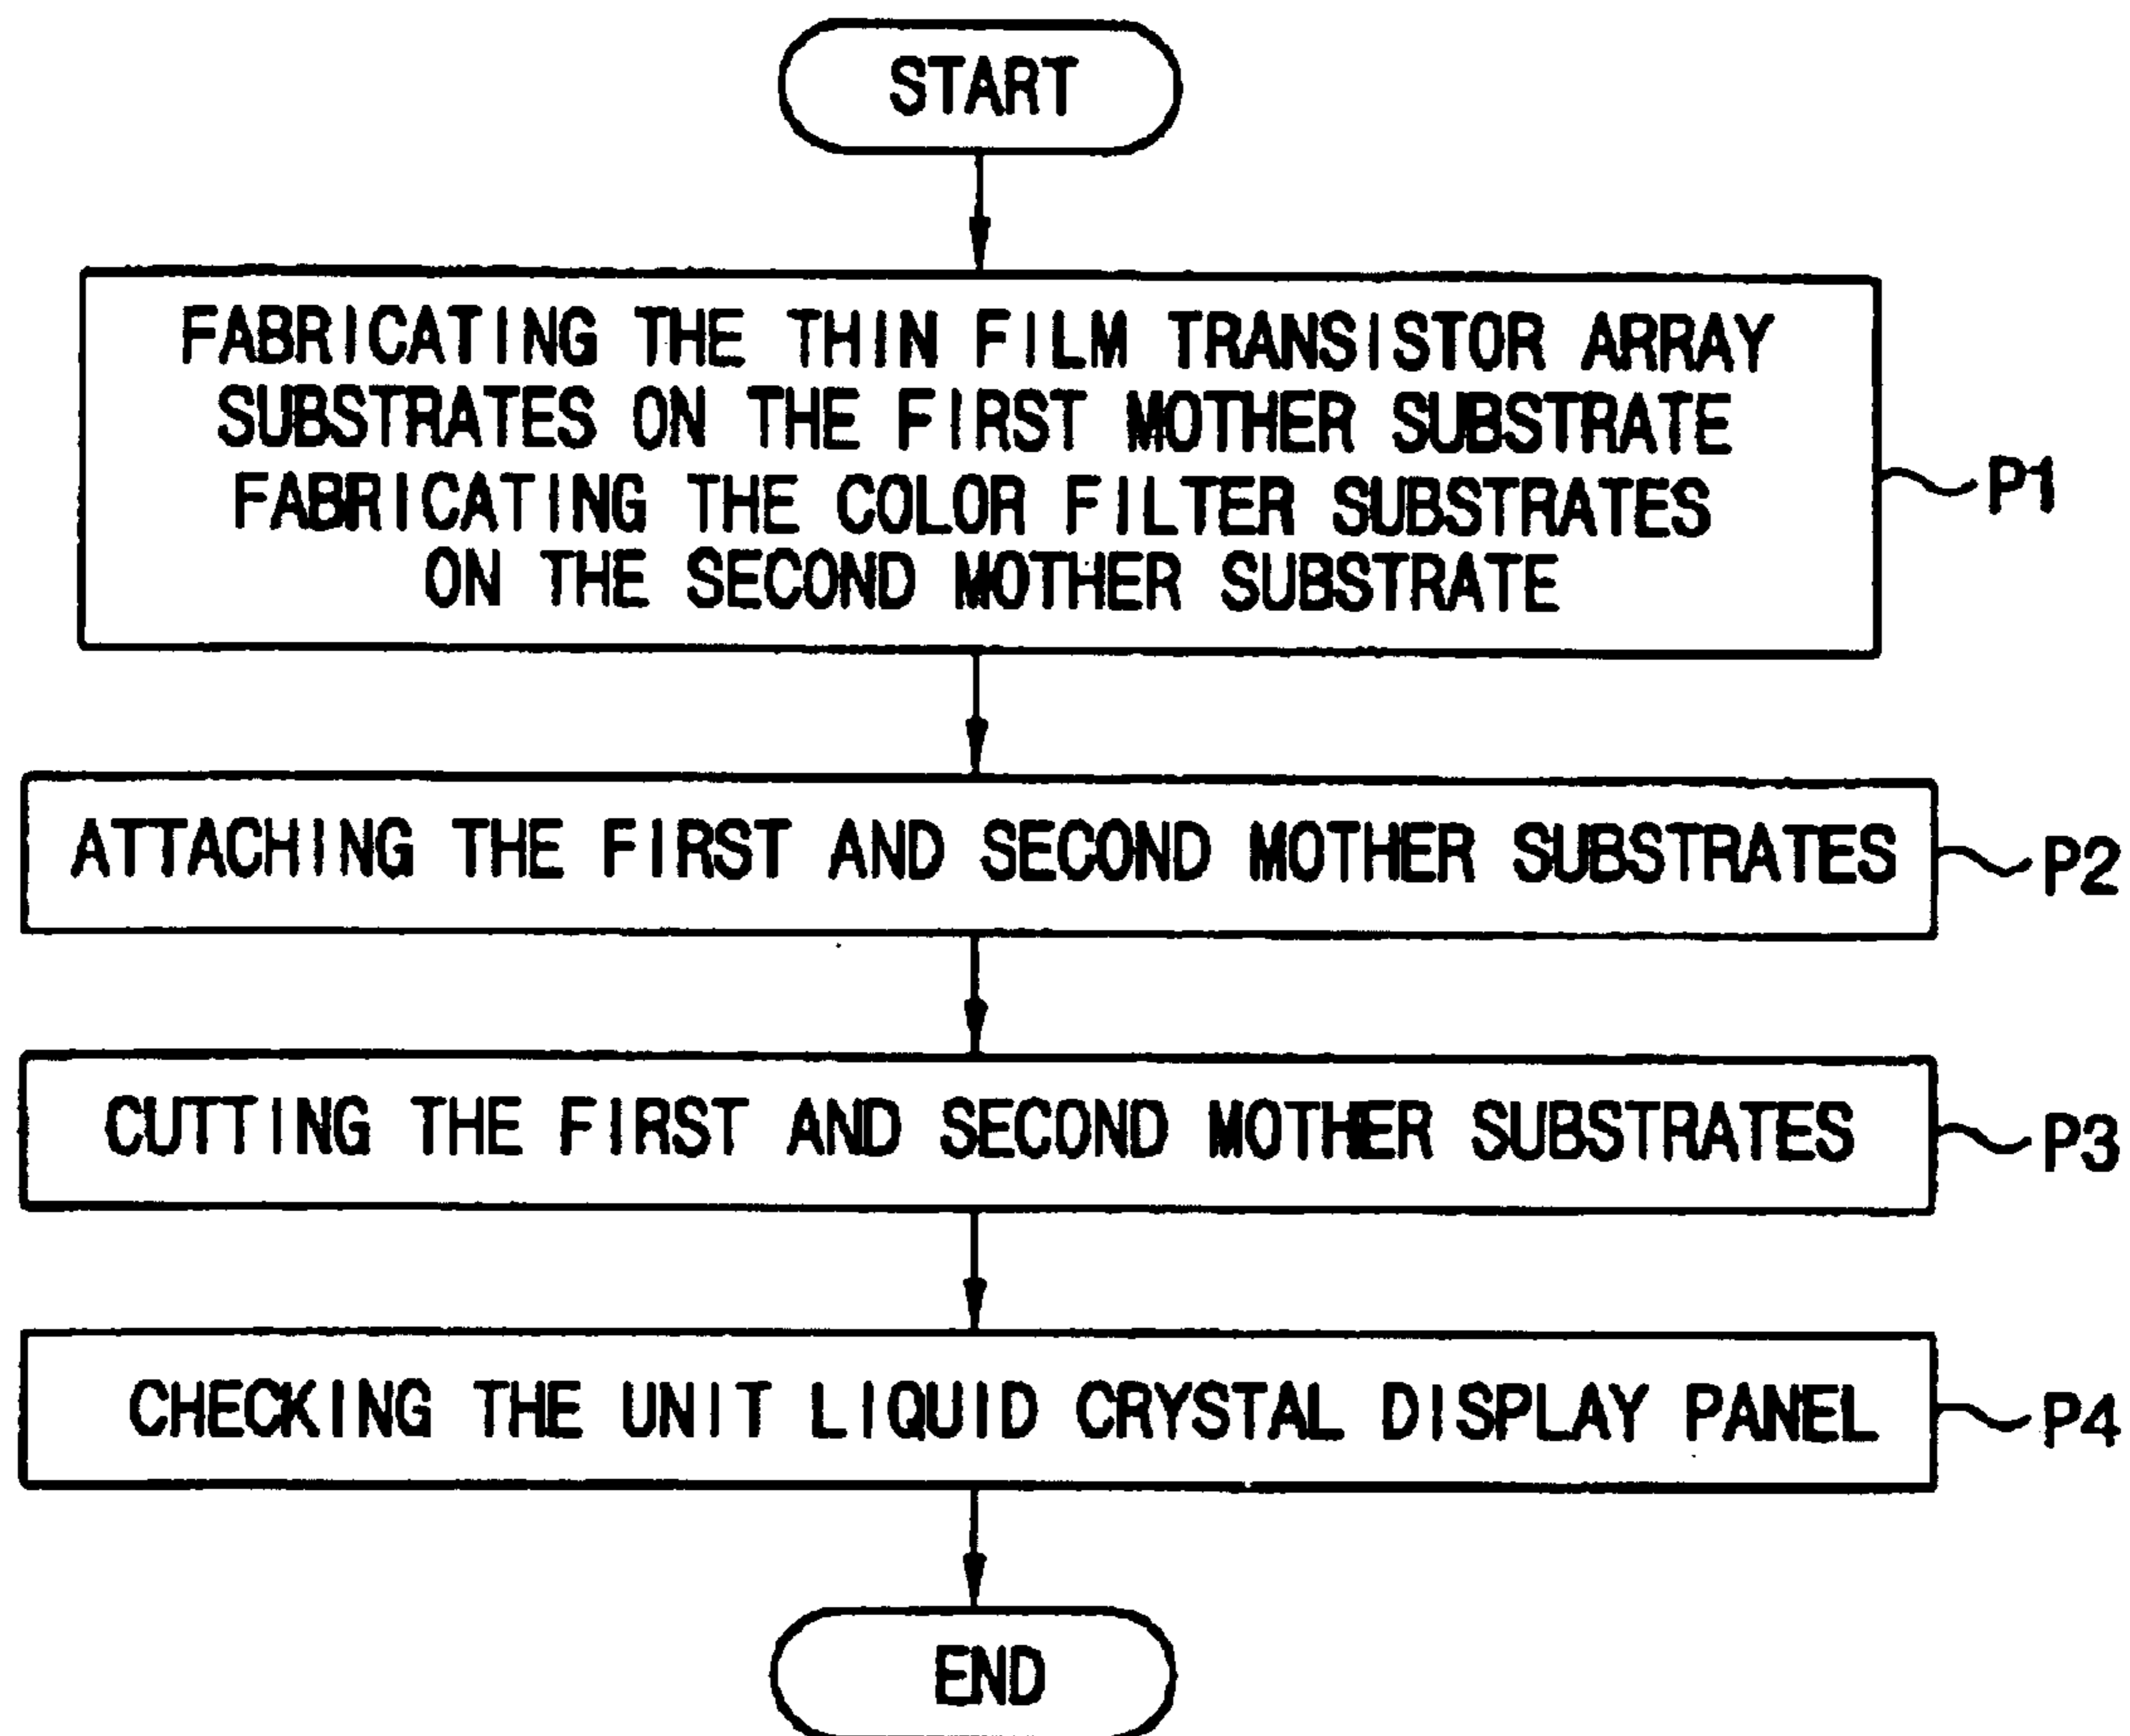 START
FABRICATING THE THIN FILM TRANSISTOR ARRAY
SUBSTRATES ON THE FIRST MOTHER SUBSTRATE
FABRICATING THE COLOR FILTER SUBSTRATES
ON THE SECOND MOTHER SUBSTRATE
P1
ATTACHING THE FIRST AND SECOND MOTHER SUBSTRATES
P2
CUTTING THE FIRST AND SECOND MOTHER SUBSTRATES
P3
CHECKING THE UNIT LIQUID CRYSTAL DISPLAY PANEL
P4
END